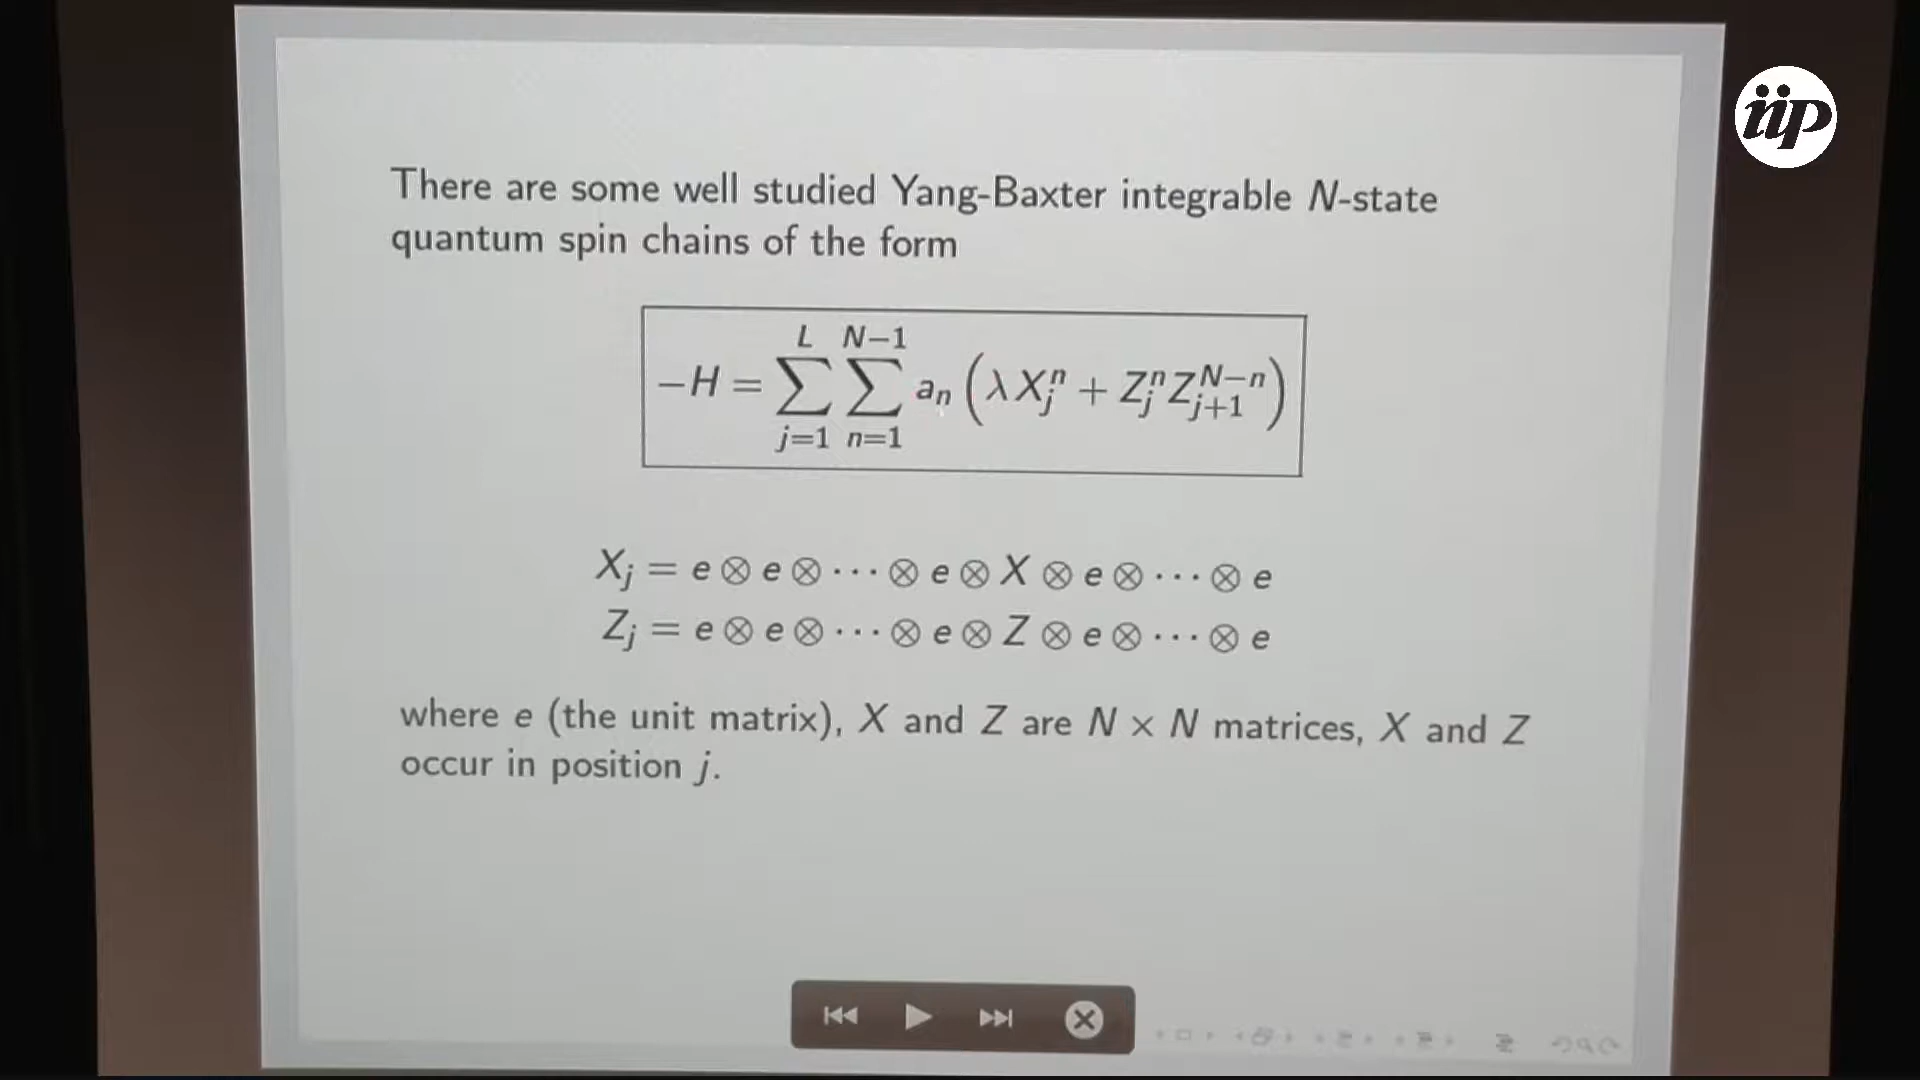 iip
There are some well studied Yang-Baxter integrable N-state
quantum spin chains of the form
−H = ∑_{j=1}^{L} ∑_{n=1}^{N−1} a_n (λ X_j^n + Z_j^n Z_{j+1}^{N−n})
X_j = e ⊗ e ⊗ ··· ⊗ e ⊗ X ⊗ e ⊗ ··· ⊗ e
Z_j = e ⊗ e ⊗ ··· ⊗ e ⊗ Z ⊗ e ⊗ ··· ⊗ e
where e (the unit matrix), X and Z are N × N matrices, X and Z
occur in position j.